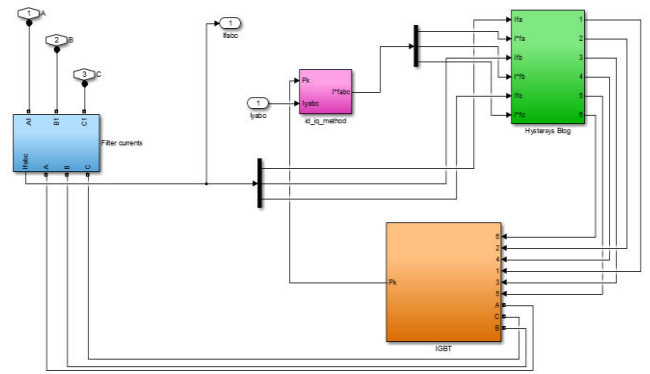 1 A
2 B
3 C
A1 B1 C1
Filter currents
Ifabc A B C
1
Ifabc
1
Iyabc
Pk
Iyabc
I*fabc
id_iq_method
Ifa 1
I*fa 2
Ifb 3
I*fb 4
Ifc 5
I*fc 6
Hystersys Blog
Pk
6
2
4
1
3
5
A
C
B
IGBT